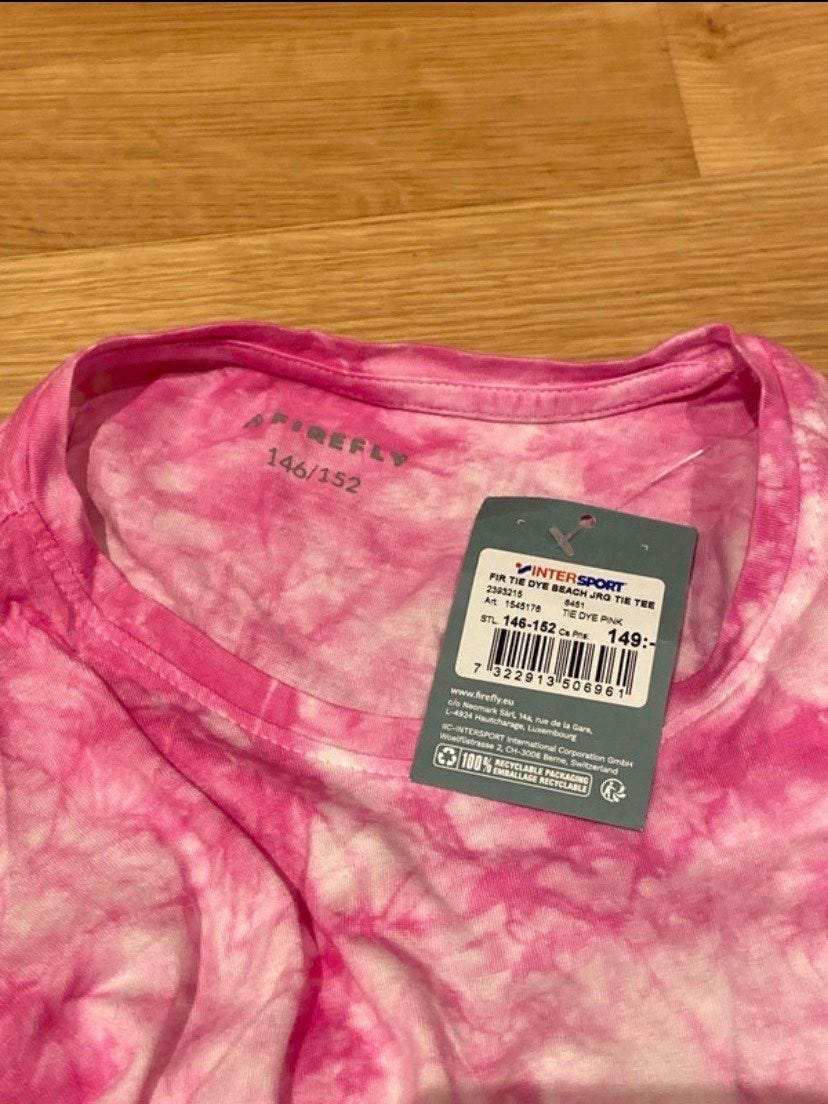 FIREFLY
146/152
INTERSPORT
FIR TIE DYE BEACH JRG TIE TEE
2393215 8451
Art: 1545176 TIE DYE PINK
STL. 146-152 Ca Pris: 149:-
7 322913 506961
www.firefly.eu
c/o Neomark Sàrl, 14a, rue de la Gare,
L-4924 Hautcharage, Luxembourg
IIC-INTERSPORT International Corporation GmbH
Woelflistrasse 2, CH-3006 Berne, Switzerland
100% RECYCLABLE PACKAGING
EMBALLAGE RECYCLABLE